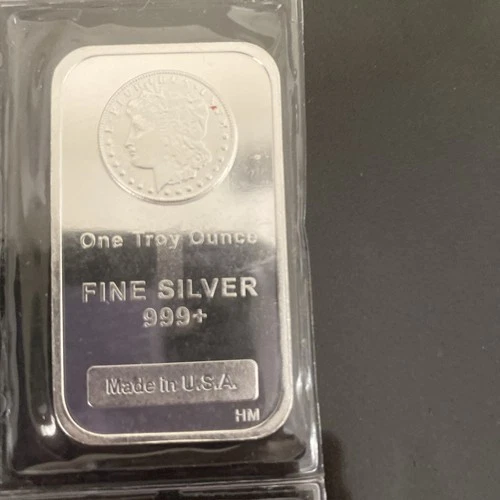 One Troy Ounce
FINE SILVER
999+
Made in U.S.A.
HM